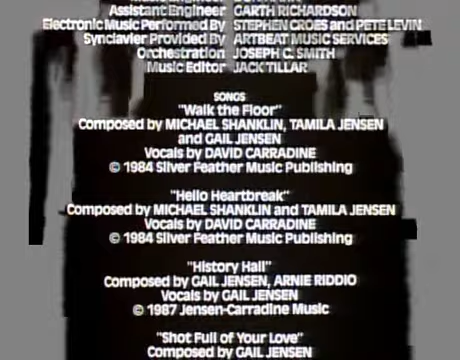 Assistant Engineer GARTH RICHARDSON
Electronic Music Performed By STEPHEN CROES and PETE LEVIN
Synclavier Provided By ARTBEAT MUSIC SERVICES
Orchestration JOSEPH C. SMITH
Music Editor JACK TILLAR
SONGS
"Walk the Floor"
Composed by MICHAEL SHANKLIN, TAMILA JENSEN
and GAIL JENSEN
Vocals by DAVID CARRADINE
© 1984 Silver Feather Music Publishing
"Hello Heartbreak"
Composed by MICHAEL SHANKLIN and TAMILA JENSEN
Vocals by DAVID CARRADINE
© 1984 Silver Feather Music Publishing
"History Hall"
Composed by GAIL JENSEN, ARNIE RIDDIO
Vocals by GAIL JENSEN
© 1987 Jensen-Carradine Music
"Shot Full of Your Love"
Composed by GAIL JENSEN